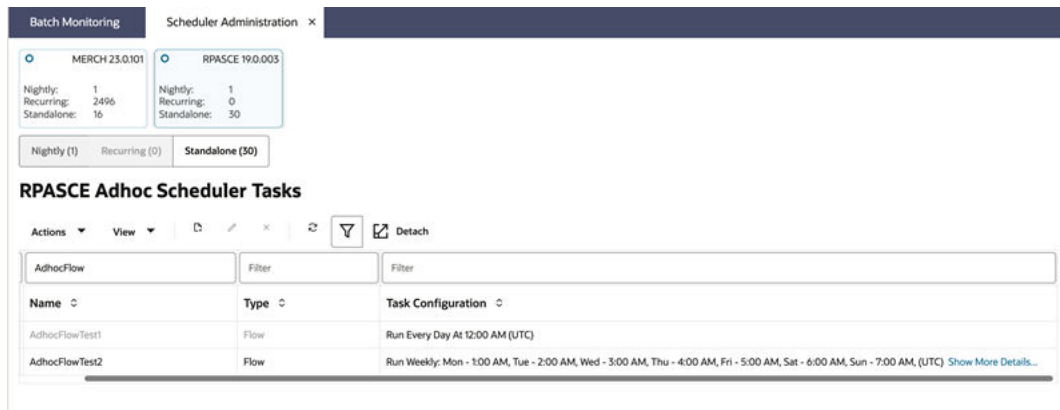 Batch Monitoring Scheduler Administration ×
MERCH 23.0.101 RPASCE 19.0.003
Nightly: 1 Nightly: 1
Recurring: 2496 Recurring: 0
Standalone: 16 Standalone: 30
Nightly (1) Recurring (0) Standalone (30)
RPASCE Adhoc Scheduler Tasks
Actions View Detach
AdhocFlow Filter Filter
Name Type Task Configuration
AdhocFlowTest1 Flow Run Every Day At 12:00 AM (UTC)
AdhocFlowTest2 Flow Run Weekly: Mon - 1:00 AM, Tue - 2:00 AM, Wed - 3:00 AM, Thu - 4:00 AM, Fri - 5:00 AM, Sat - 6:00 AM, Sun - 7:00 AM, (UTC) Show More Details...